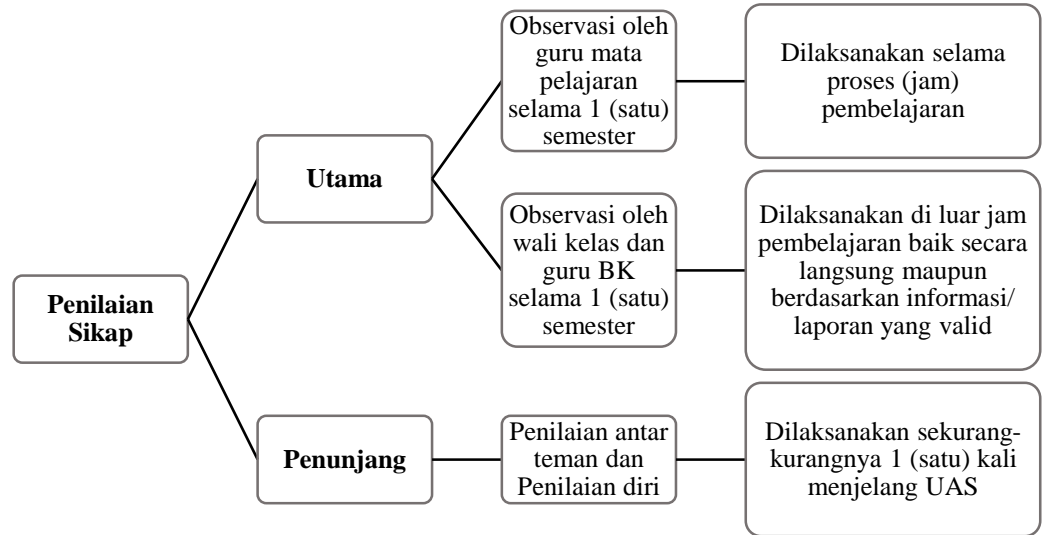 Penilaian
Sikap
Utama
Observasi oleh
guru mata
pelajaran
selama 1 (satu)
semester
Dilaksanakan selama
proses (jam)
pembelajaran
Observasi oleh
wali kelas dan
guru BK
selama 1 (satu)
semester
Dilaksanakan di luar jam
pembelajaran baik secara
langsung maupun
berdasarkan informasi/
laporan yang valid
Penunjang
Penilaian antar
teman dan
Penilaian diri
Dilaksanakan sekurang-
kurangnya 1 (satu) kali
menjelang UAS